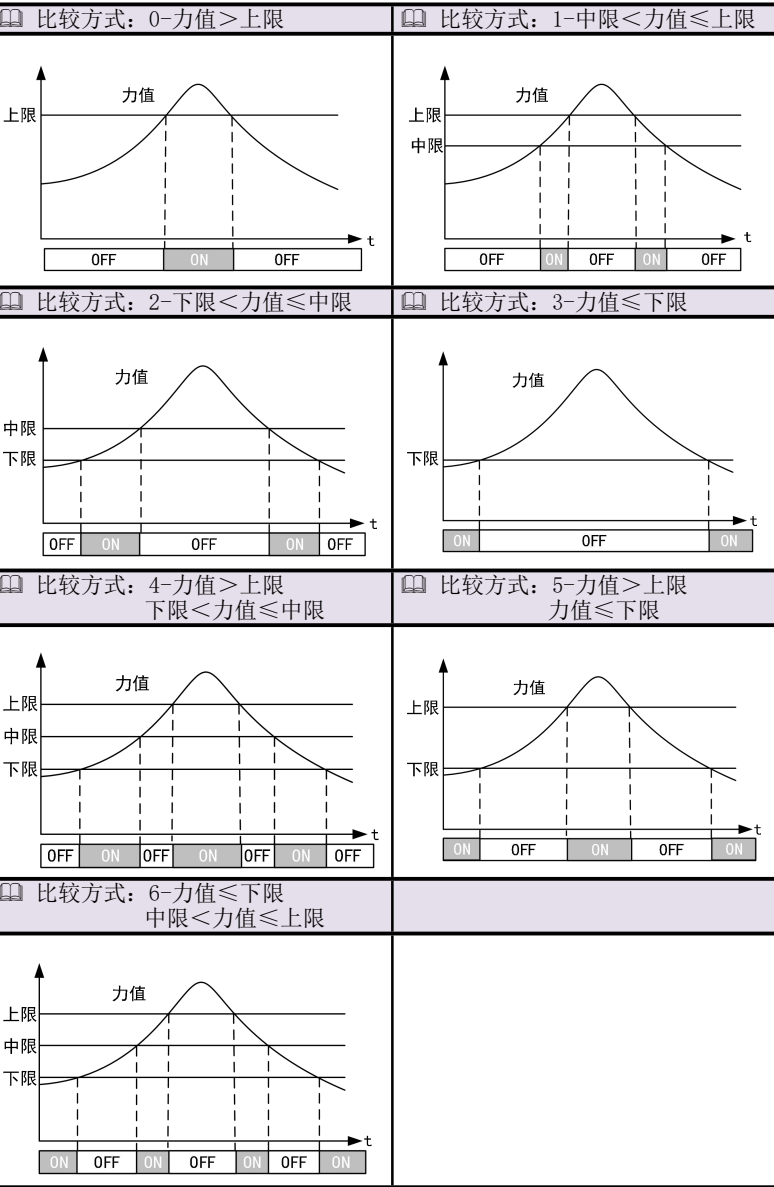 比较方式: 0-力值＞上限
力值
上限
t
OFF ON OFF
比较方式: 1-中限＜力值≤上限
力值
上限
中限
t
OFF ON OFF ON OFF
比较方式: 2-下限＜力值≤中限
力值
中限
下限
t
OFF ON OFF ON OFF
比较方式: 3-力值≤下限
力值
下限
t
ON OFF ON
比较方式: 4-力值＞上限
下限＜力值≤中限
力值
上限
中限
下限
t
OFF ON OFF ON OFF ON OFF
比较方式: 5-力值＞上限
力值≤下限
力值
上限
下限
t
ON OFF ON OFF ON
比较方式: 6-力值≤下限
中限＜力值≤上限
力值
上限
中限
下限
t
ON OFF ON OFF ON OFF ON